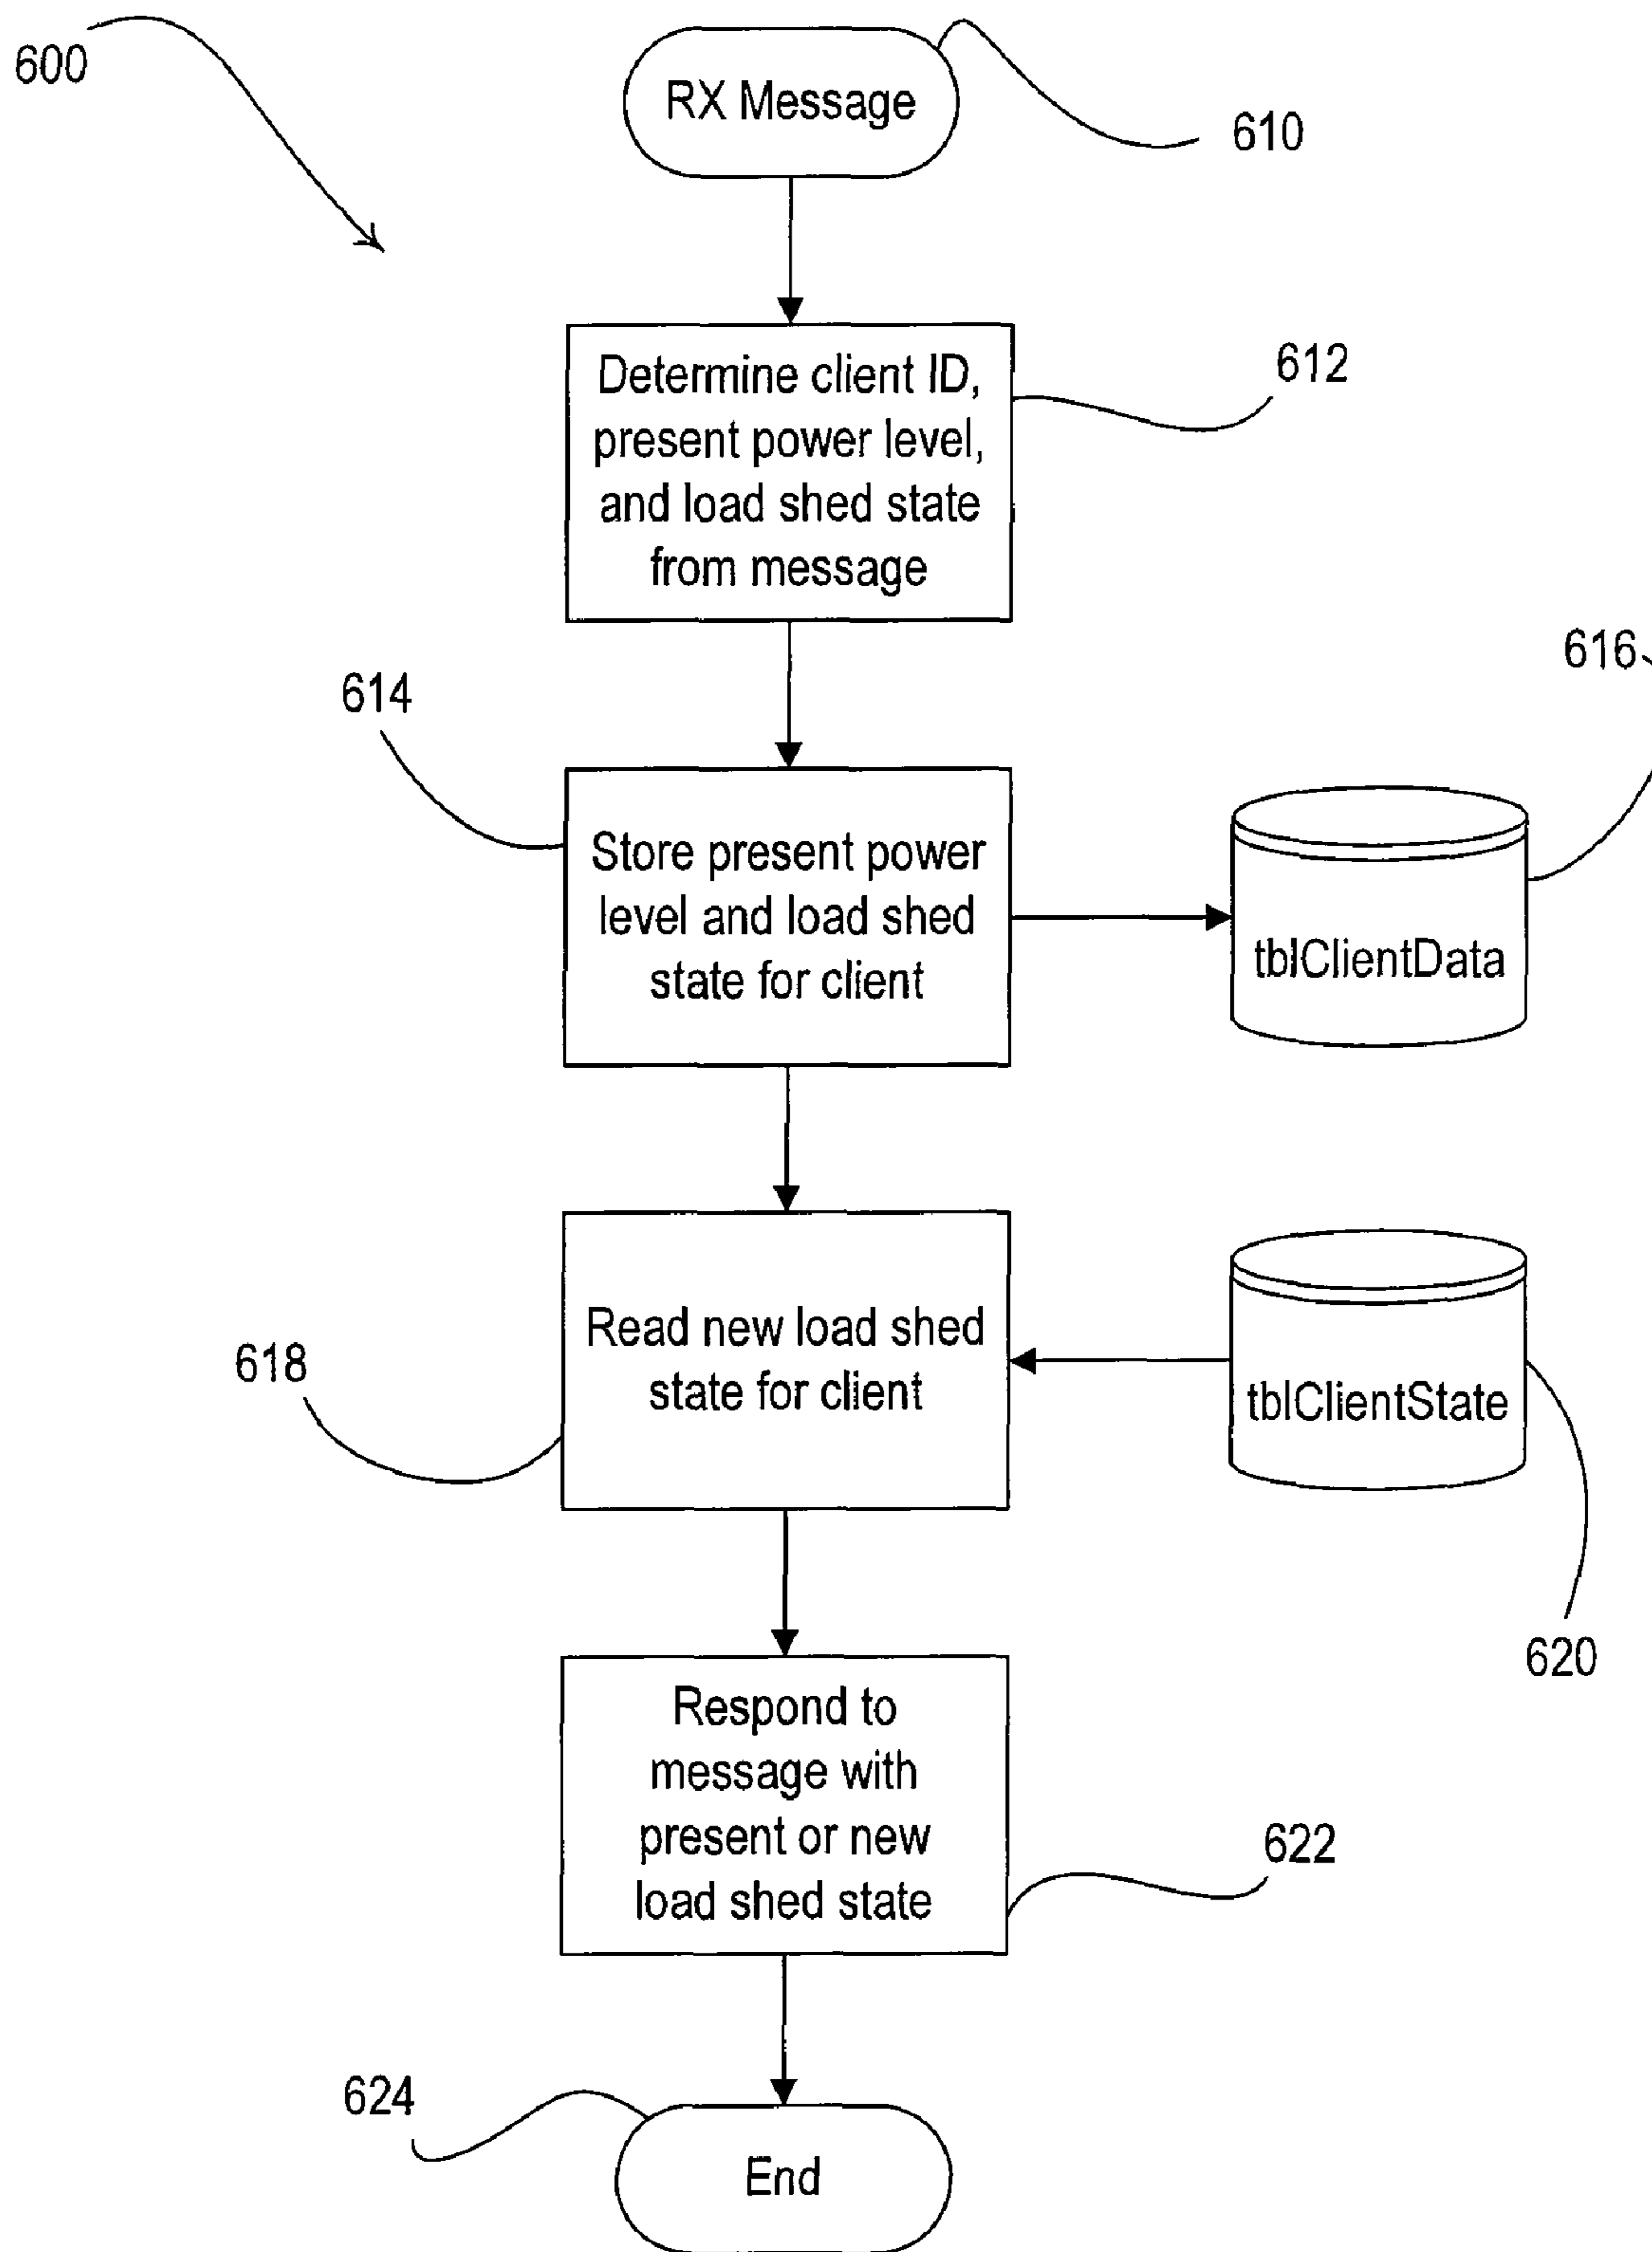 600
RX Message
610
Determine client ID,
present power level,
and load shed state
from message
612
614
616
Store present power
level and load shed
state for client
tblClientData
618
Read new load shed
state for client
tblClientState
620
Respond to
message with
present or new
load shed state
622
624
End